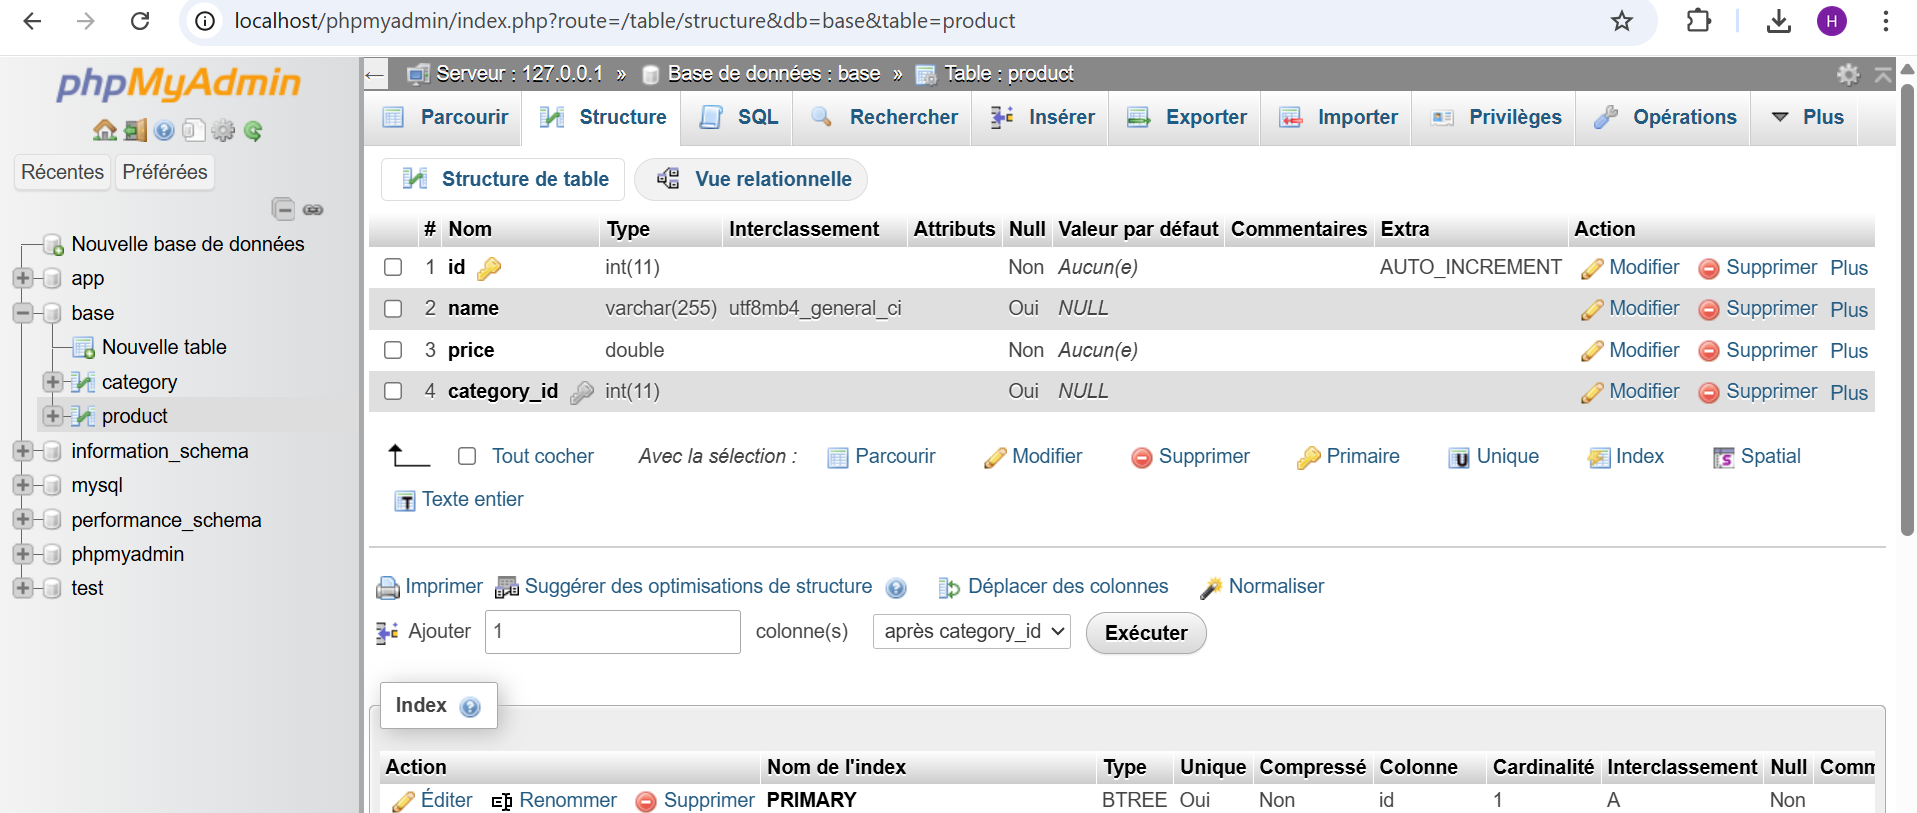 localhost/phpmyadmin/index.php?route=/table/structure&db=base&table=product
H
phpMyAdmin
Récentes Préférées
Nouvelle base de données
app
base
Nouvelle table
category
product
information_schema
mysql
performance_schema
phpmyadmin
test
Serveur : 127.0.0.1 » Base de données : base » Table : product
Parcourir Structure SQL Rechercher Insérer Exporter Importer Privilèges Opérations Plus
Structure de table Vue relationnelle
# Nom Type Interclassement Attributs Null Valeur par défaut Commentaires Extra Action
1 id int(11) Non Aucun(e) AUTO_INCREMENT Modifier Supprimer Plus
2 name varchar(255) utf8mb4_general_ci Oui NULL Modifier Supprimer Plus
3 price double Non Aucun(e) Modifier Supprimer Plus
4 category_id int(11) Oui NULL Modifier Supprimer Plus
Tout cocher Avec la sélection : Parcourir Modifier Supprimer Primaire Unique Index Spatial
Texte entier
Imprimer Suggérer des optimisations de structure Déplacer des colonnes Normaliser
Ajouter 1 colonne(s) après category_id Exécuter
Index
Action Nom de l'index Type Unique Compressé Colonne Cardinalité Interclassement Null Comm
Éditer Renommer Supprimer PRIMARY BTREE Oui Non id 1 A Non